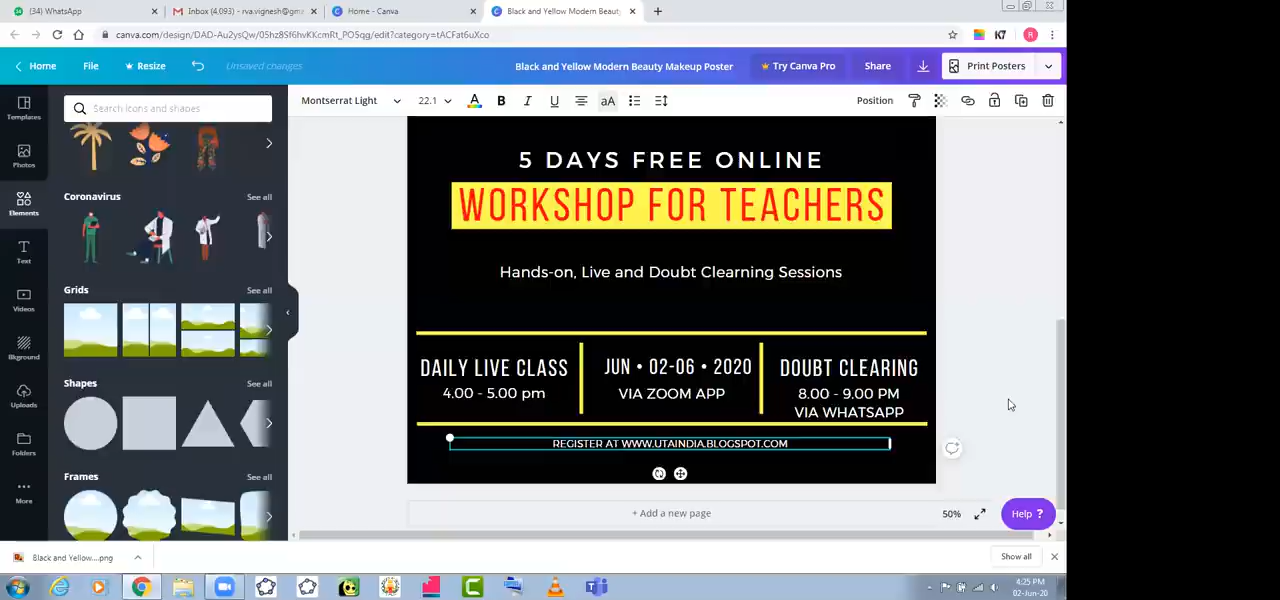 (34) WhatsApp
Inbox (4,093) - rva.vignesh@gma
Home - Canva
Black and Yellow Modern Beauty
canva.com/design/DAD-Au2ysQw/05hz8Sf6hvKKcmRt_PO5qg/edit?category=tACFat6uXco
K7
R
Home
File
Resize
Unsaved changes
Black and Yellow Modern Beauty Makeup Poster
Try Canva Pro
Share
Print Posters
Templates
Photos
Elements
Text
Videos
Bkground
Uploads
Folders
More
Search icons and shapes
Coronavirus
See all
Grids
See all
Shapes
See all
Frames
See all
Montserrat Light
22.1
A
B
I
U
aA
Position
5 DAYS FREE ONLINE
WORKSHOP FOR TEACHERS
Hands-on, Live and Doubt Clearning Sessions
DAILY LIVE CLASS
4.00 - 5.00 pm
JUN • 02-06 • 2020
VIA ZOOM APP
DOUBT CLEARING
8.00 - 9.00 PM
VIA WHATSAPP
REGISTER AT WWW.UTAINDIA.BLOGSPOT.COM
+ Add a new page
50%
Help ?
Black and Yellow....png
Show all
4:25 PM
02-Jun-20